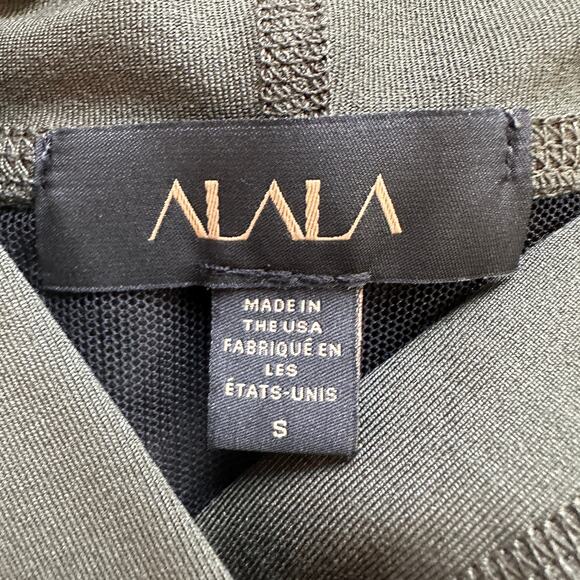 ALALA
MADE IN
THE USA
FABRIQUÉ EN
LES
ÉTATS-UNIS
S